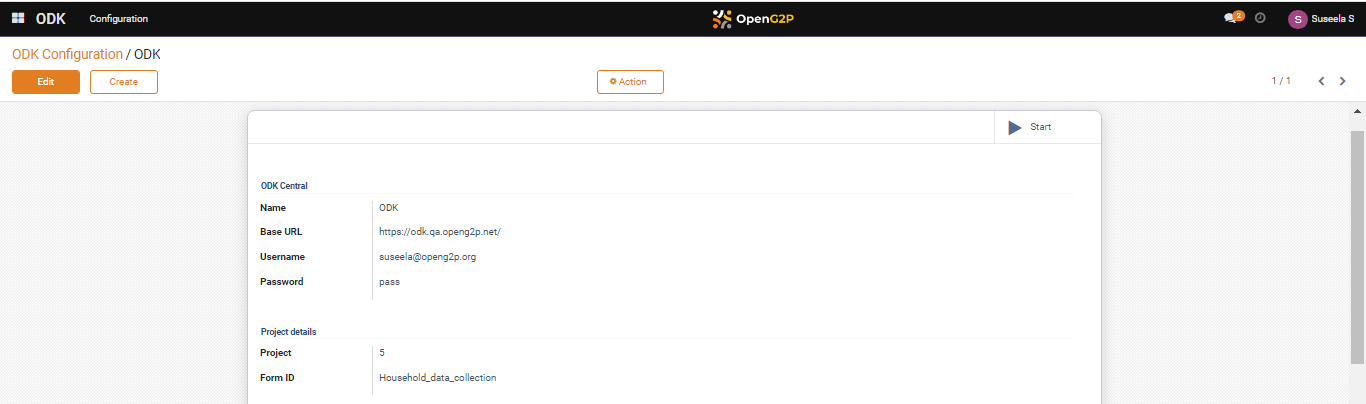 ODK Configuration OpenG2P 2 Suseela S
ODK Configuration / ODK
Edit Create Action 1 / 1
Start
ODK Central
Name ODK
Base URL https://odk.qa.openg2p.net/
Username suseela@openg2p.org
Password pass
Project details
Project 5
Form ID Household_data_collection